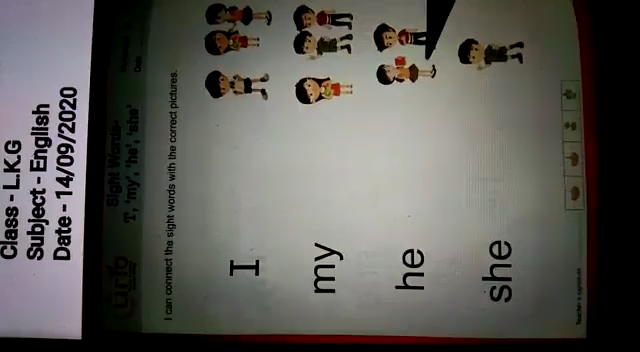 Class - L.K.G
Subject - English
Date - 14/09/2020
Sight Words-
'I', 'my', 'he', 'she'
Date
I can connect the sight words with the correct pictures.
I
my
he
she
Teacher's signature